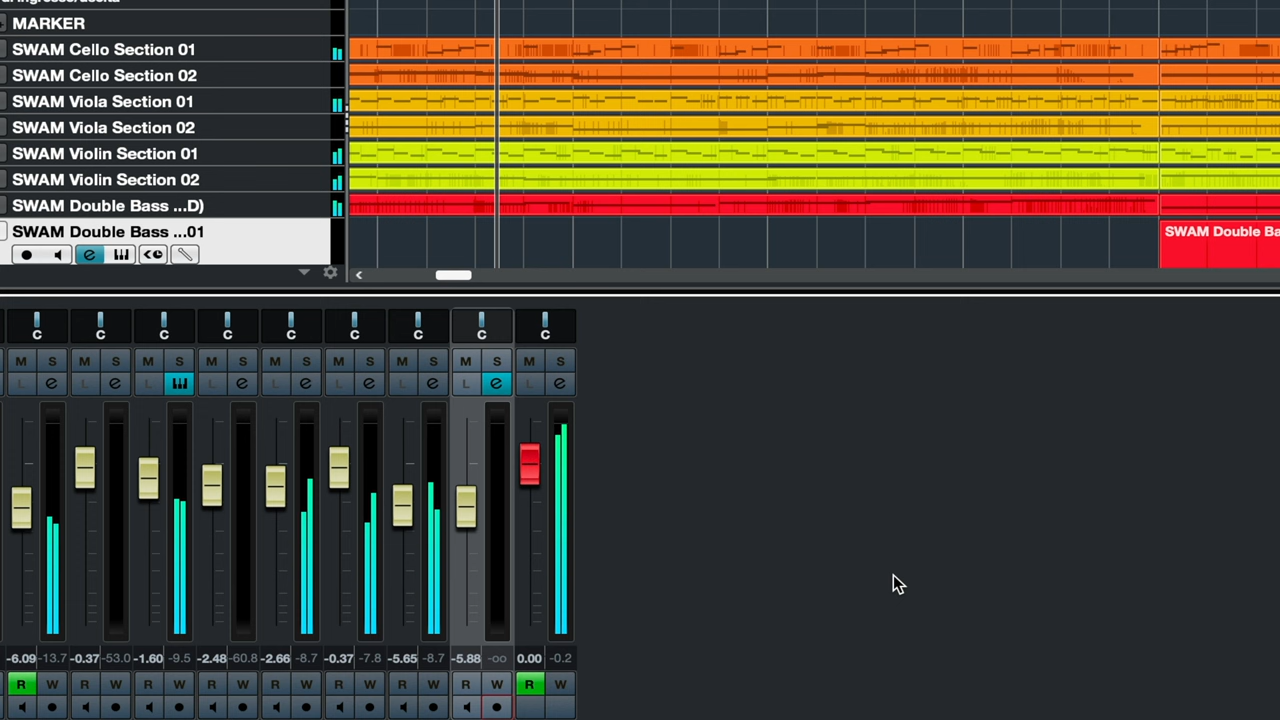 MARKER
SWAM Cello Section 01
SWAM Cello Section 02
SWAM Viola Section 01
SWAM Viola Section 02
SWAM Violin Section 01
SWAM Violin Section 02
SWAM Double Bass ...D)
SWAM Double Bass ...01
SWAM Double Ba
C C C C C C C C C
M S M S M S M S M S M S M S M S M S
L e L e L L e L e L e L e L e L e
-6.09 -13.7 -0.37 -53.0 -1.60 -9.5 -2.48 -60.8 -2.66 -8.7 -0.37 -7.8 -5.65 -8.7 -5.88 -oo 0.00 -0.2
R W R W R W R W R W R W R W R W R W